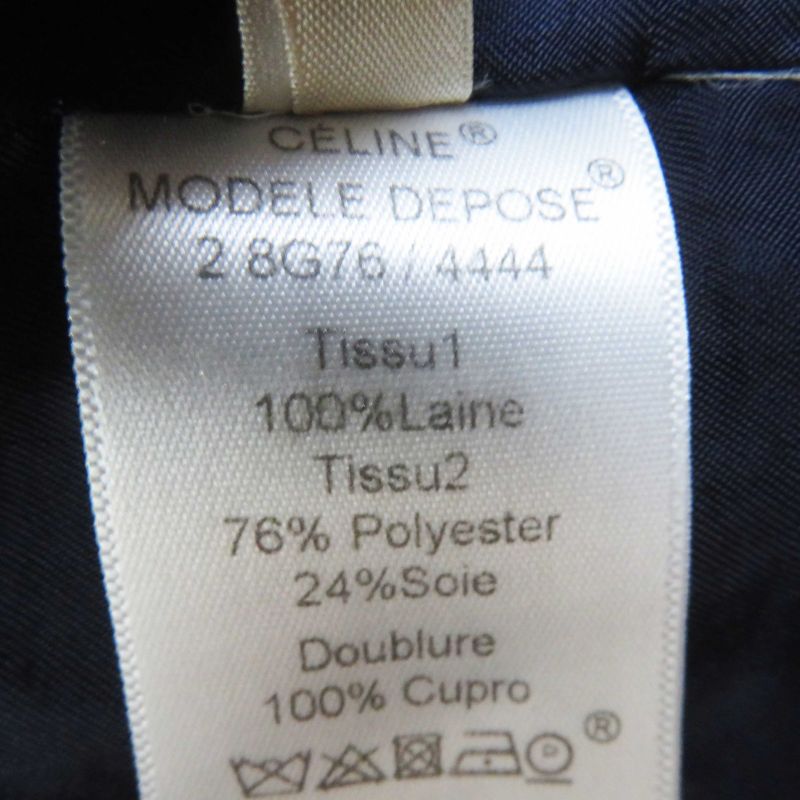 CÉLINE®
MODELE DEPOSE®
2 8G76 / 4444
Tissu1
100%Laine
Tissu2
76% Polyester
24%Soie
Doublure
100% Cupro
P ®